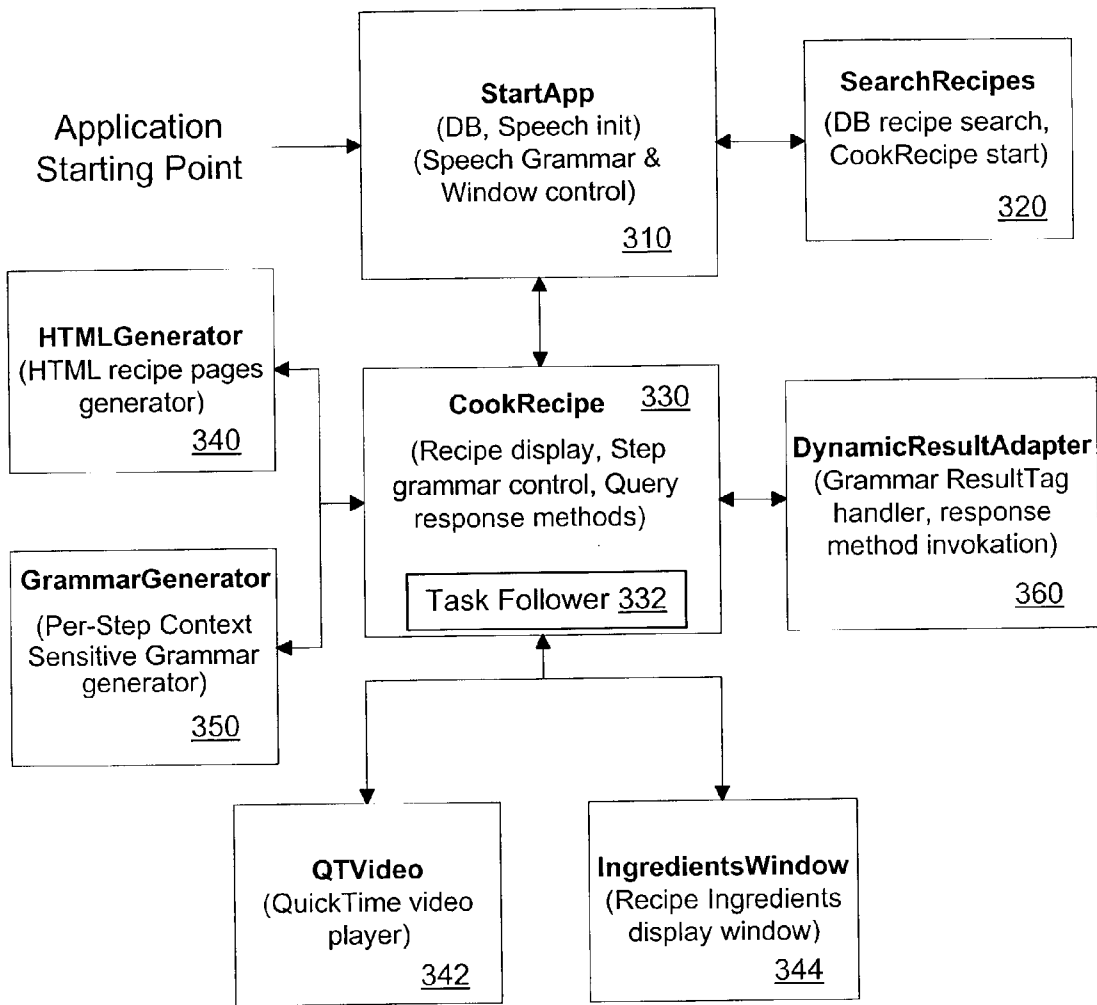 Application
Starting Point
StartApp
(DB, Speech init)
(Speech Grammar &
Window control)
310
SearchRecipes
(DB recipe search,
CookRecipe start)
320
HTMLGenerator
(HTML recipe pages
generator)
340
CookRecipe 330
(Recipe display, Step
grammar control, Query
response methods)
Task Follower 332
DynamicResultAdapter
(Grammar ResultTag
handler, response
method invokation)
360
GrammarGenerator
(Per-Step Context
Sensitive Grammar
generator)
350
QTVideo
(QuickTime video
player)
342
IngredientsWindow
(Recipe Ingredients
display window)
344